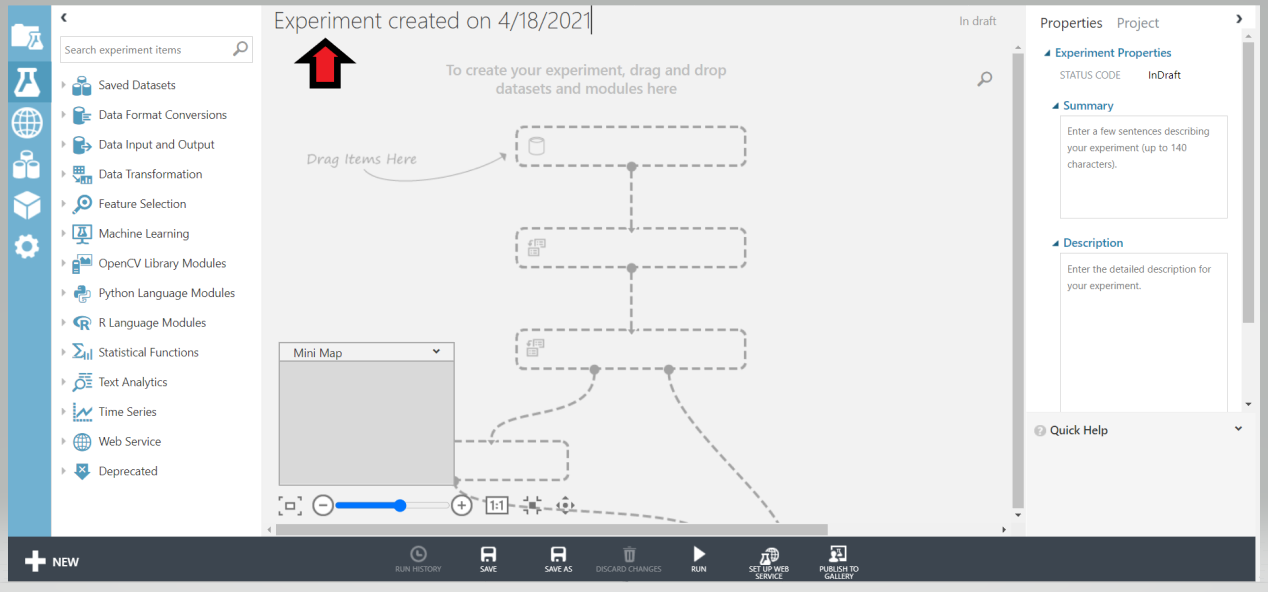 Experiment created on 4/18/2021
In draft
Search experiment items
Saved Datasets
Data Format Conversions
Data Input and Output
Data Transformation
Feature Selection
Machine Learning
OpenCV Library Modules
Python Language Modules
R Language Modules
Statistical Functions
Text Analytics
Time Series
Web Service
Deprecated
To create your experiment, drag and drop
datasets and modules here
Drag Items Here
Mini Map
1:1
Properties Project
Experiment Properties
STATUS CODE InDraft
Summary
Enter a few sentences describing
your experiment (up to 140
characters).
Description
Enter the detailed description for
your experiment.
Quick Help
NEW
RUN HISTORY
SAVE
SAVE AS
DISCARD CHANGES
RUN
SET UP WEB
SERVICE
PUBLISH TO
GALLERY